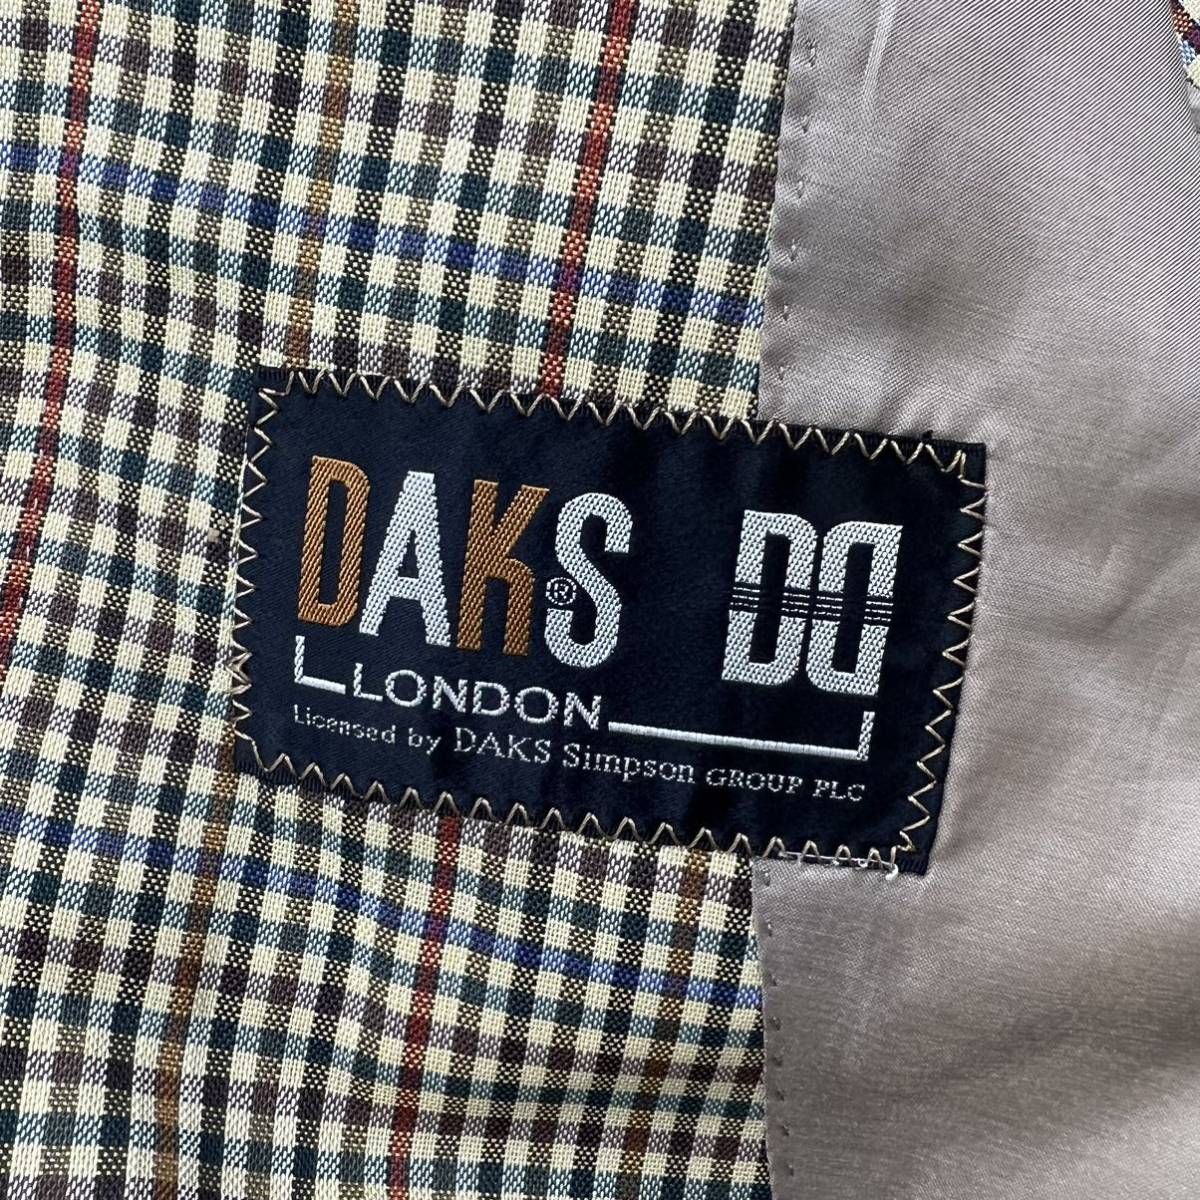 DAKS® DD
LONDON
Licensed by DAKS Simpson GROUP PLC